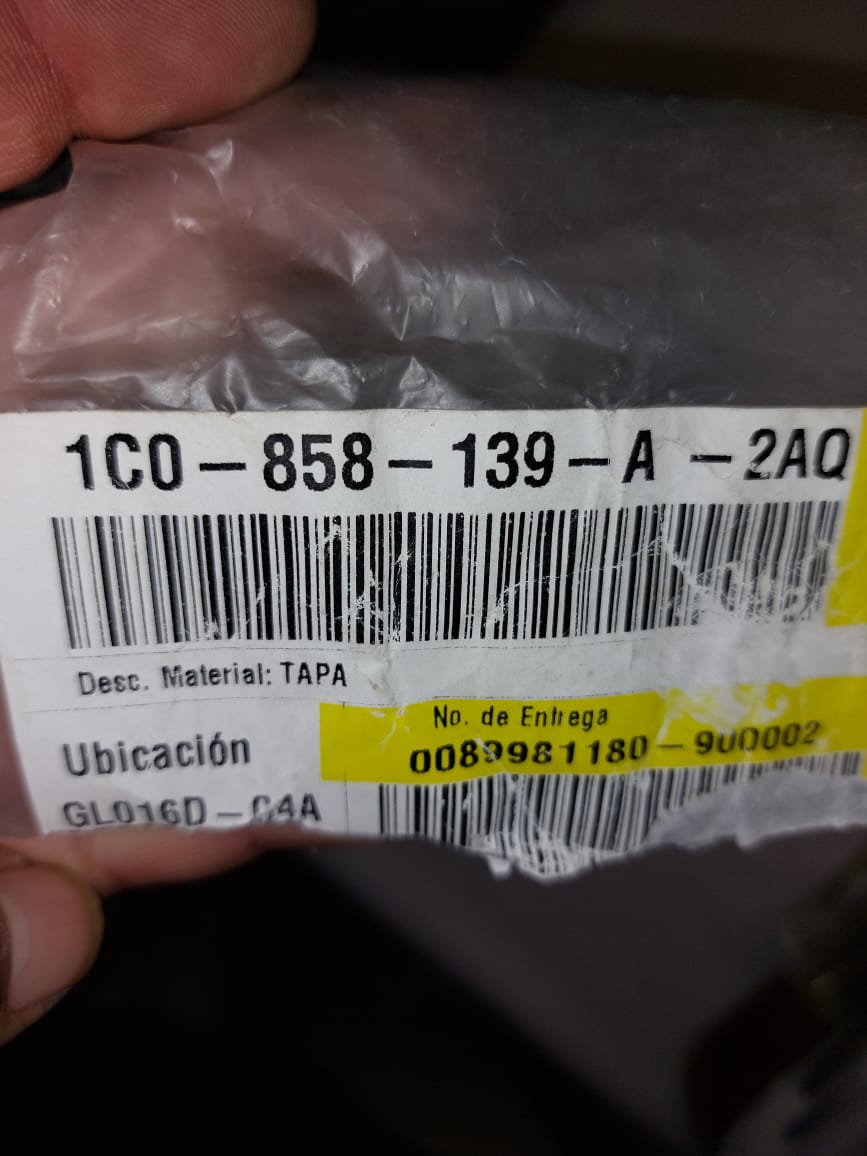 1C0-858-139-A-2AQ
Desc. Material: TAPA
No. de Entrega
0089981180-900002
Ubicación
GL016D-C4A